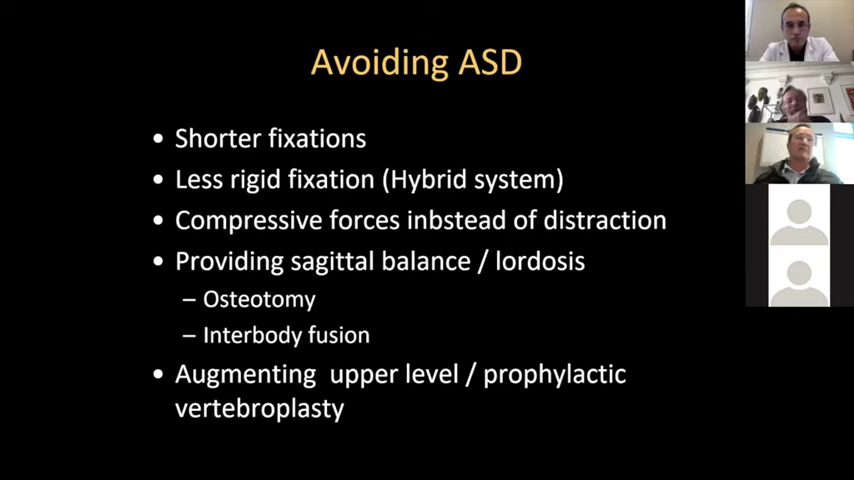 Avoiding ASD
• Shorter fixations
• Less rigid fixation (Hybrid system)
• Compressive forces inbstead of distraction
• Providing sagittal balance / lordosis
– Osteotomy
– Interbody fusion
• Augmenting upper level / prophylactic
vertebroplasty